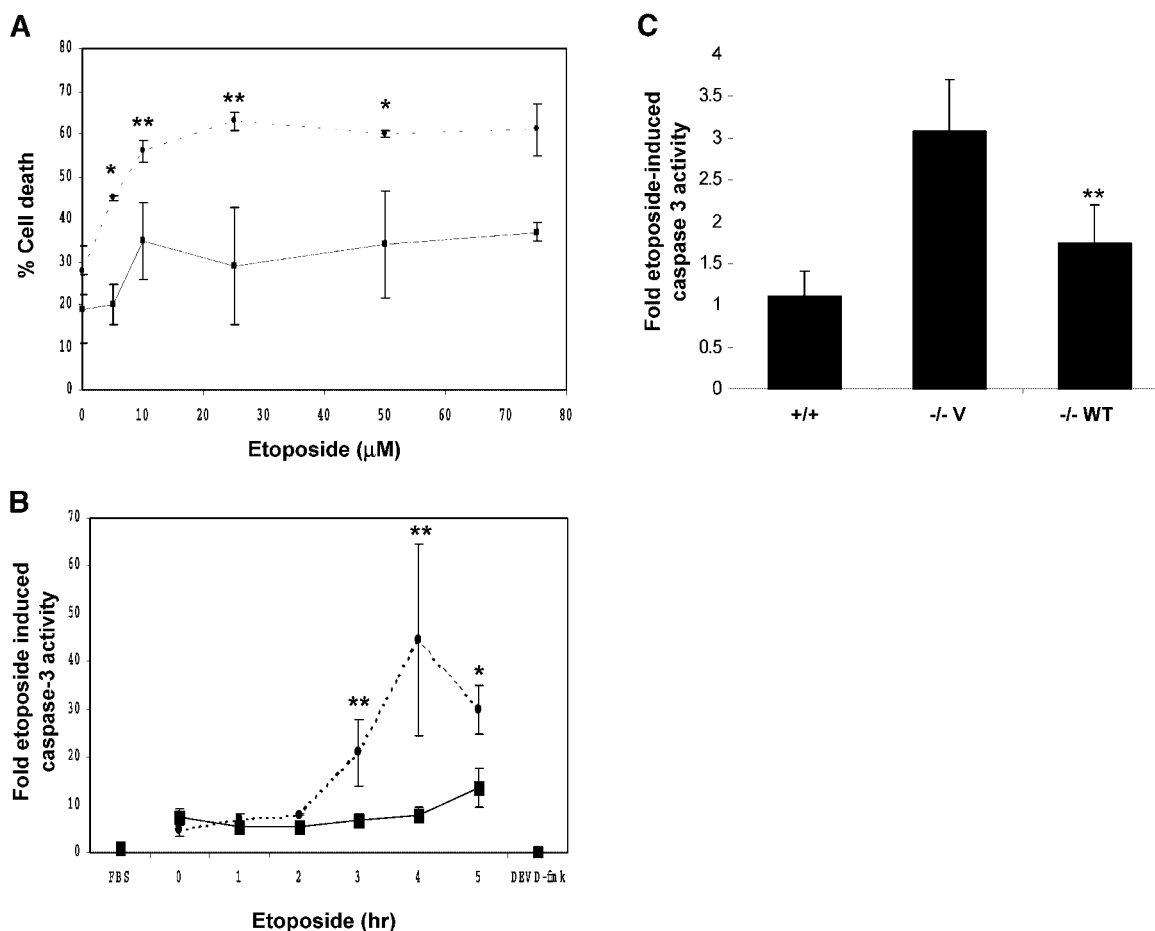 A
80
70
60
50
40
30
20
10
0
% Cell death
* ** ** *
0 10 20 30 40 50 60 70 80
Etoposide (μM)
B
70
60
50
40
30
20
10
0
Fold etoposide induced
caspase-3 activity
** ** *
FBS 0 1 2 3 4 5 DEVD-fmk
Etoposide (hr)
C
4
3.5
3
2.5
2
1.5
1
0.5
0
Fold etoposide-induced
caspase 3 activity
**
+/+ -/- V -/- WT